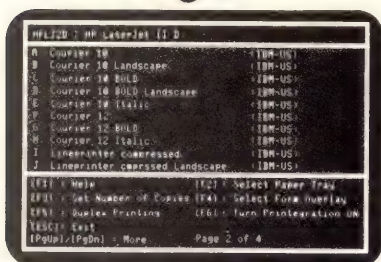 HPLJ2D : HP LaserJet II D
A Courier 10 (IBM-US)
B Courier 10 Landscape (IBM-US)
C Courier 10 BOLD (IBM-US)
D Courier 10 BOLD Landscape (IBM-US)
E Courier 10 Italic (IBM-US)
F Courier 12 (IBM-US)
G Courier 12 BOLD (IBM-US)
H Courier 12 Italic (IBM-US)
I Lineprinter compressed (IBM-US)
J Lineprinter cmprssed Landscape (IBM-US)
[F1] : Help [F2] : Select Paper Tray
[F3] : Set Number of Copies [F4] : Select Form Overlay
[F5] : Duplex Printing [F6] : Turn Printegration ON
[ESC] : Exit
[PgUp]/[PgDn] : More Page 2 of 4